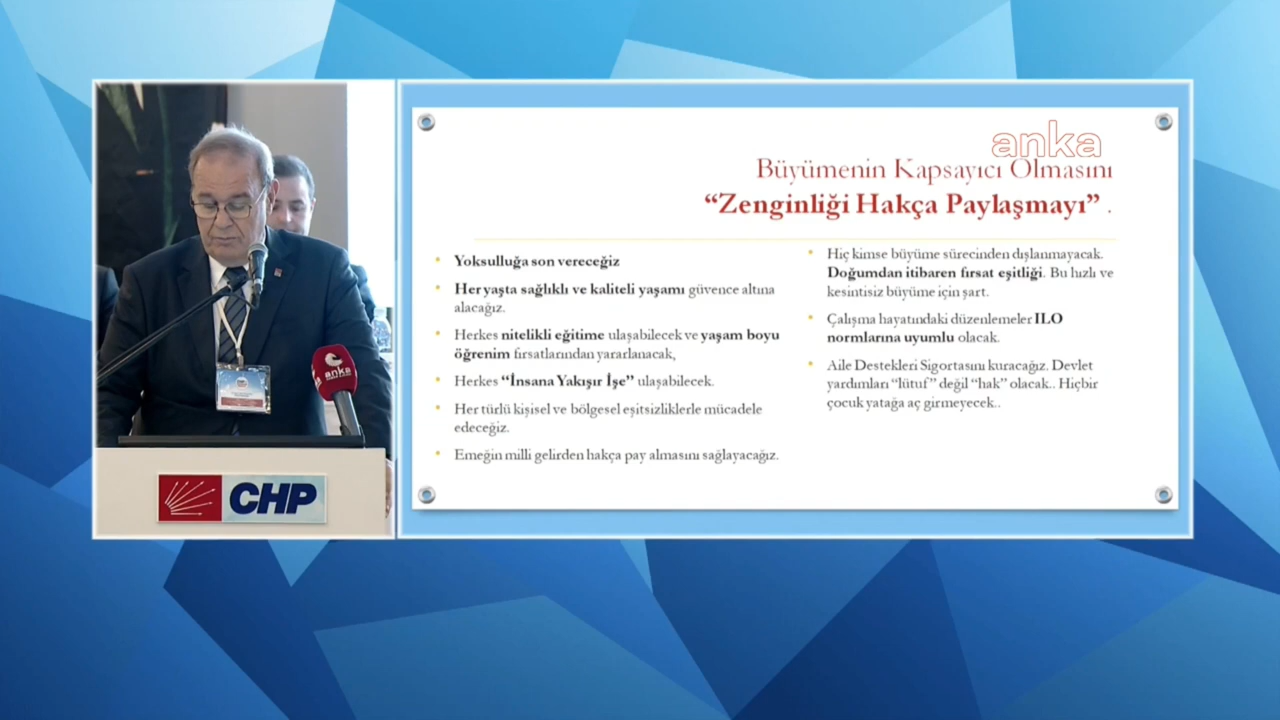 anka
Büyümenin Kapsayıcı Olmasını
“Zenginliği Hakça Paylaşmayı” .
• Yoksulluğa son vereceğiz
• Her yaşta sağlıklı ve kaliteli yaşamı güvence altına
alacağız.
• Herkes nitelikli eğitime ulaşabilecek ve yaşam boyu
öğrenim fırsatlarından yararlanacak,
• Herkes “İnsana Yakışır İşe” ulaşabilecek.
• Her türlü kişisel ve bölgesel eşitsizliklerle mücadele
edeceğiz.
• Emeğin milli gelirden hakça pay almasını sağlayacağız.
• Hiç kimse büyüme sürecinden dışlanmayacak.
Doğumdan itibaren fırsat eşitliği. Bu hızlı ve
kesintisiz büyüme için şart.
• Çalışma hayatındaki düzenlemeler ILO
normlarına uyumlu olacak.
• Aile Destekleri Sigortasını kuracağız. Devlet
yardımları “lütuf” değil “hak” olacak.. Hiçbir
çocuk yatağa aç girmeyecek..
anka
CHP